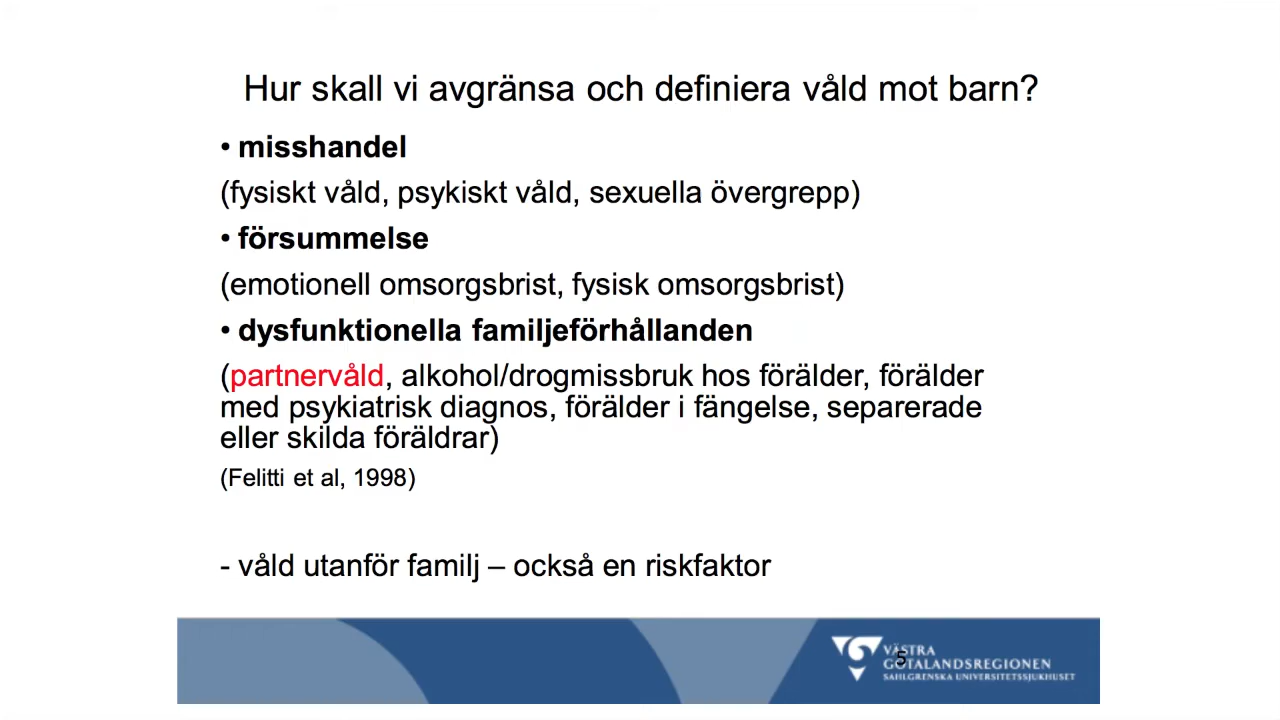 Hur skall vi avgränsa och definiera våld mot barn?
• misshandel
(fysiskt våld, psykiskt våld, sexuella övergrepp)
• försummelse
(emotionell omsorgsbrist, fysisk omsorgsbrist)
• dysfunktionella familjeförhållanden
(partnervåld, alkohol/drogmissbruk hos förälder, förälder
med psykiatrisk diagnos, förälder i fängelse, separerade
eller skilda föräldrar)
(Felitti et al, 1998)
- våld utanför familj – också en riskfaktor
VÄSTRA
5
GÖTALANDSREGIONEN
SAHLGRENSKA UNIVERSITETSSJUKHUSET